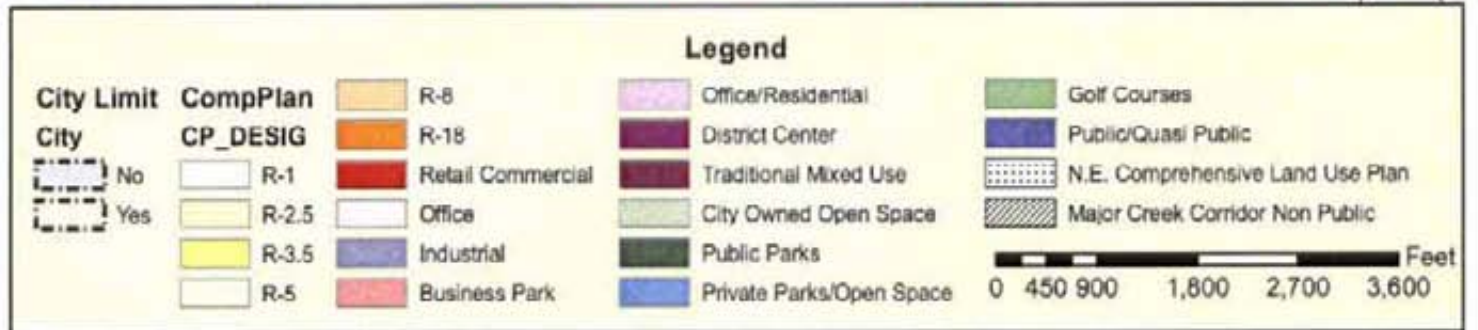 Legend
City Limit
City
No
Yes
CompPlan
CP_DESIG
R-1
R-2.5
R-3.5
R-5
R-8
R-18
Retail Commercial
Office
Industrial
Business Park
Office/Residential
District Center
Traditional Mixed Use
City Owned Open Space
Public Parks
Private Parks/Open Space
Golf Courses
Public/Quasi Public
N.E. Comprehensive Land Use Plan
Major Creek Corridor Non Public
Feet
0 450 900 1,800 2,700 3,600